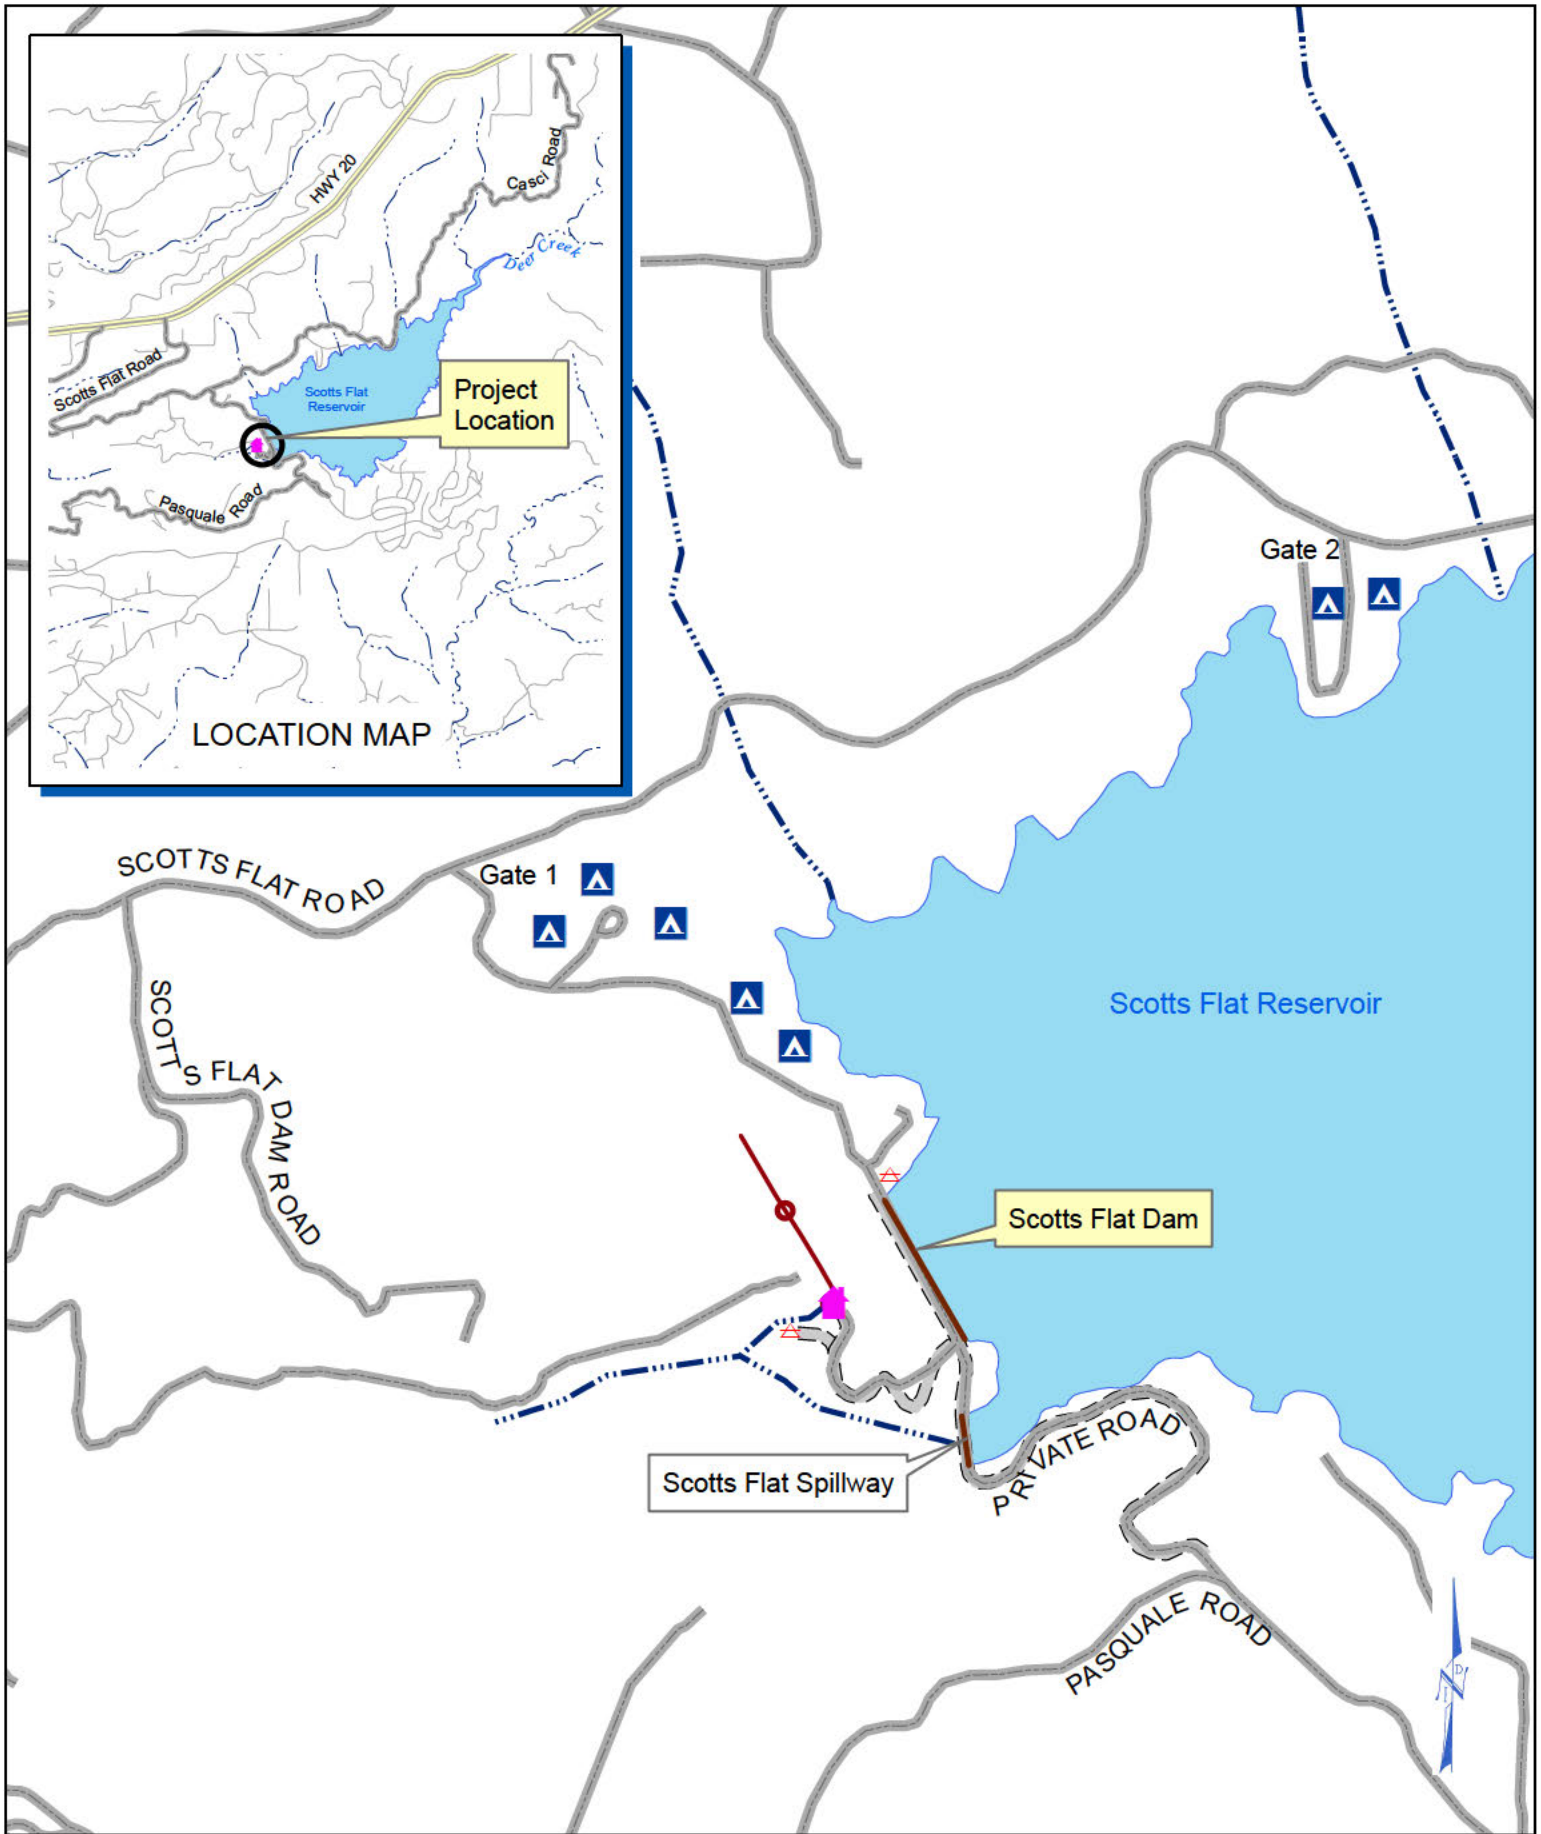 HWY 20
Casci Road
Deer Creek
Scotts Flat Road
Scotts Flat
Reservoir
Project
Location
Pasquale Road
LOCATION MAP
Gate 2
SCOTTS FLAT ROAD
Gate 1
SCOTT'S FLAT DAM ROAD
Scotts Flat Reservoir
Scotts Flat Dam
Scotts Flat Spillway
PRIVATE ROAD
PASQUALE ROAD
N
I
D